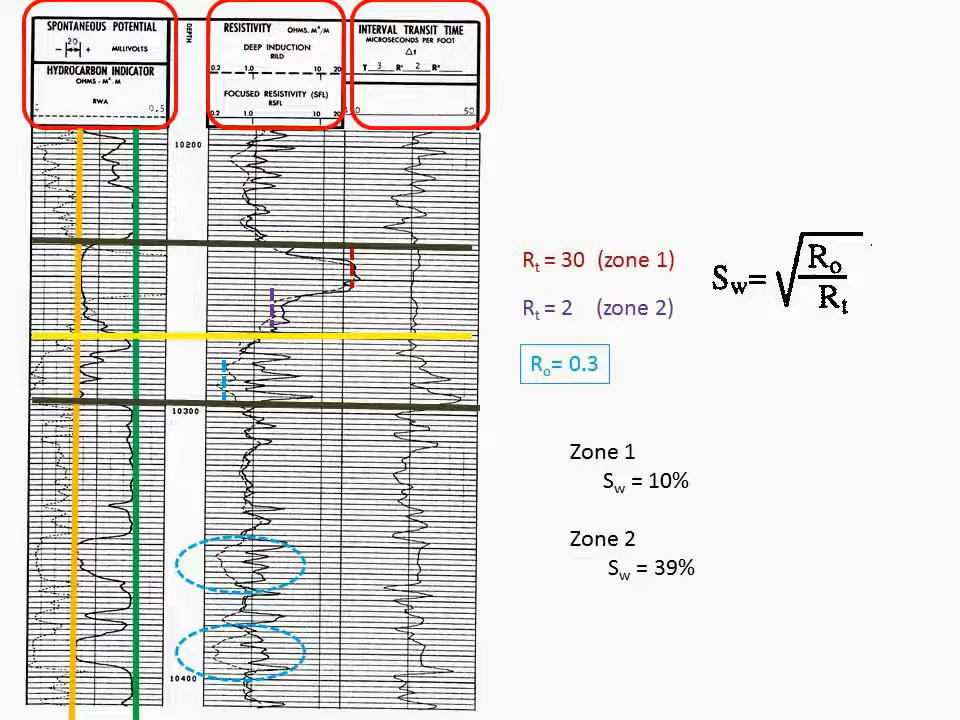 SPONTANEOUS POTENTIAL
20
- + MILLIVOLTS
HYDROCARBON INDICATOR
OHMS - M² - M
RWA
0.5
DEPTH
RESISTIVITY OHMS. M²/M
DEEP INDUCTION
RILD
0.2 1.0 10 20
FOCUSED RESISTIVITY (SFL)
RSFL
0.2 1.0 10 20
INTERVAL TRANSIT TIME
MICROSECONDS PER FOOT
Δt
T 3 R¹ 2 R²
50
10200
10300
10400
Rt = 30 (zone 1)
Rt = 2 (zone 2)
Ro= 0.3
Sw=√Ro/Rt
Zone 1
Sw = 10%
Zone 2
Sw = 39%